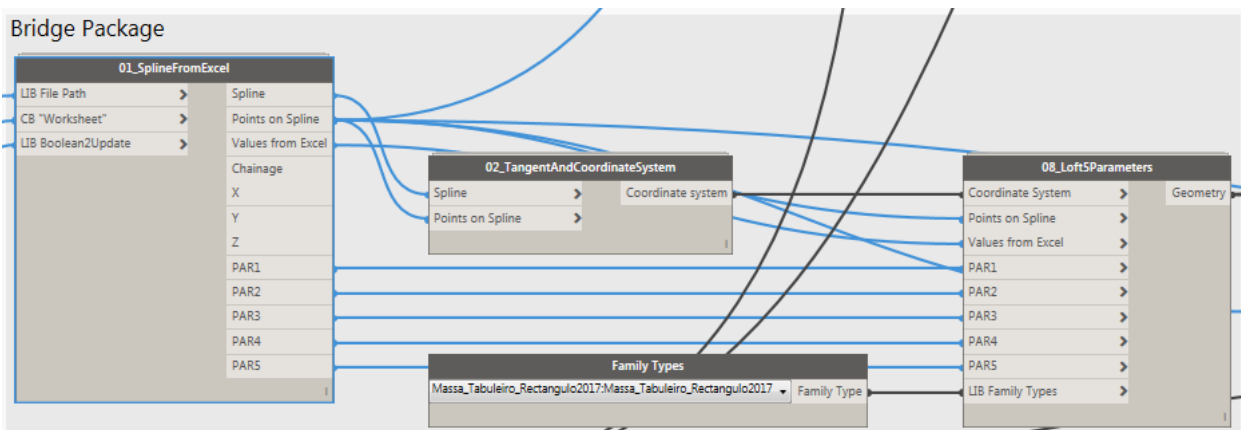 Bridge Package
01_SplineFromExcel
LIB File Path > Spline
CB "Worksheet" > Points on Spline
LIB Boolean2Update > Values from Excel
Chainage
X
Y
Z
PAR1
PAR2
PAR3
PAR4
PAR5
02_TangentAndCoordinateSystem
Spline > Coordinate system
Points on Spline >
Family Types
Massa_Tabuleiro_Rectangulo2017:Massa_Tabuleiro_Rectangulo2017 Family Type
08_Loft5Parameters
Coordinate System > Geometry
Points on Spline >
Values from Excel >
PAR1 >
PAR2 >
PAR3 >
PAR4 >
PAR5 >
LIB Family Types >